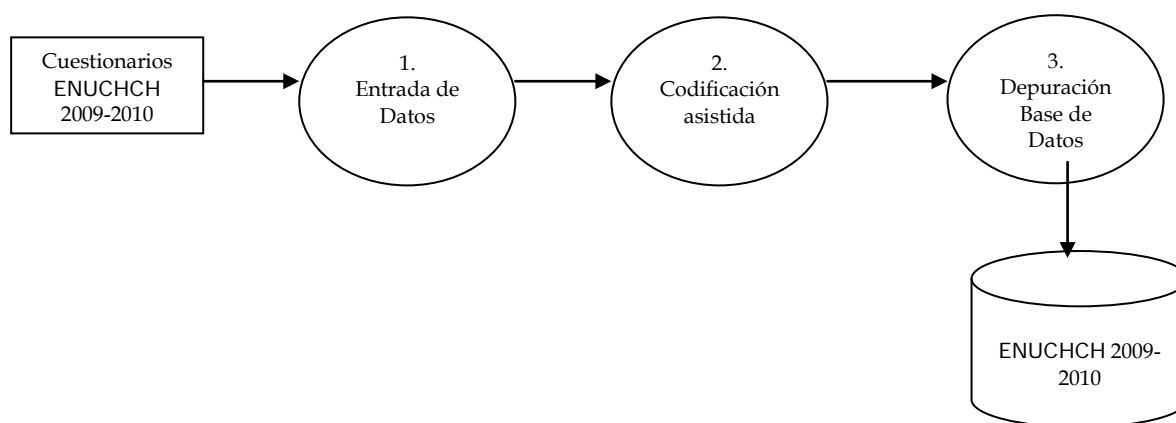 Cuestionarios
ENUCHCH
2009-2010
1.
Entrada de
Datos
2.
Codificación
asistida
3.
Depuración
Base de
Datos
ENUCHCH 2009-
2010